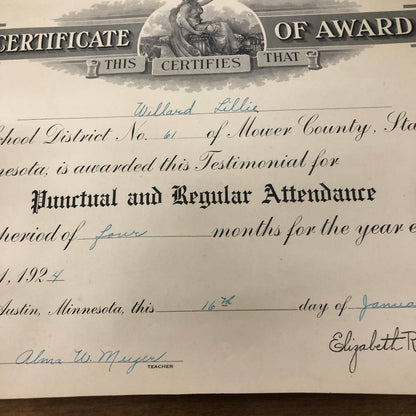 CERTIFICATE OF AWARD
THIS CERTIFIES THAT
Willard Lillie
School District No. 61 of Mower County, Sta
nesota, is awarded this Testimonial for
Punctual and Regular Attendance
period of four months for the year e
1, 1924
Austin, Minnesota, this 16th day of Janua
Elizabeth R
Alma W. Meyer
TEACHER